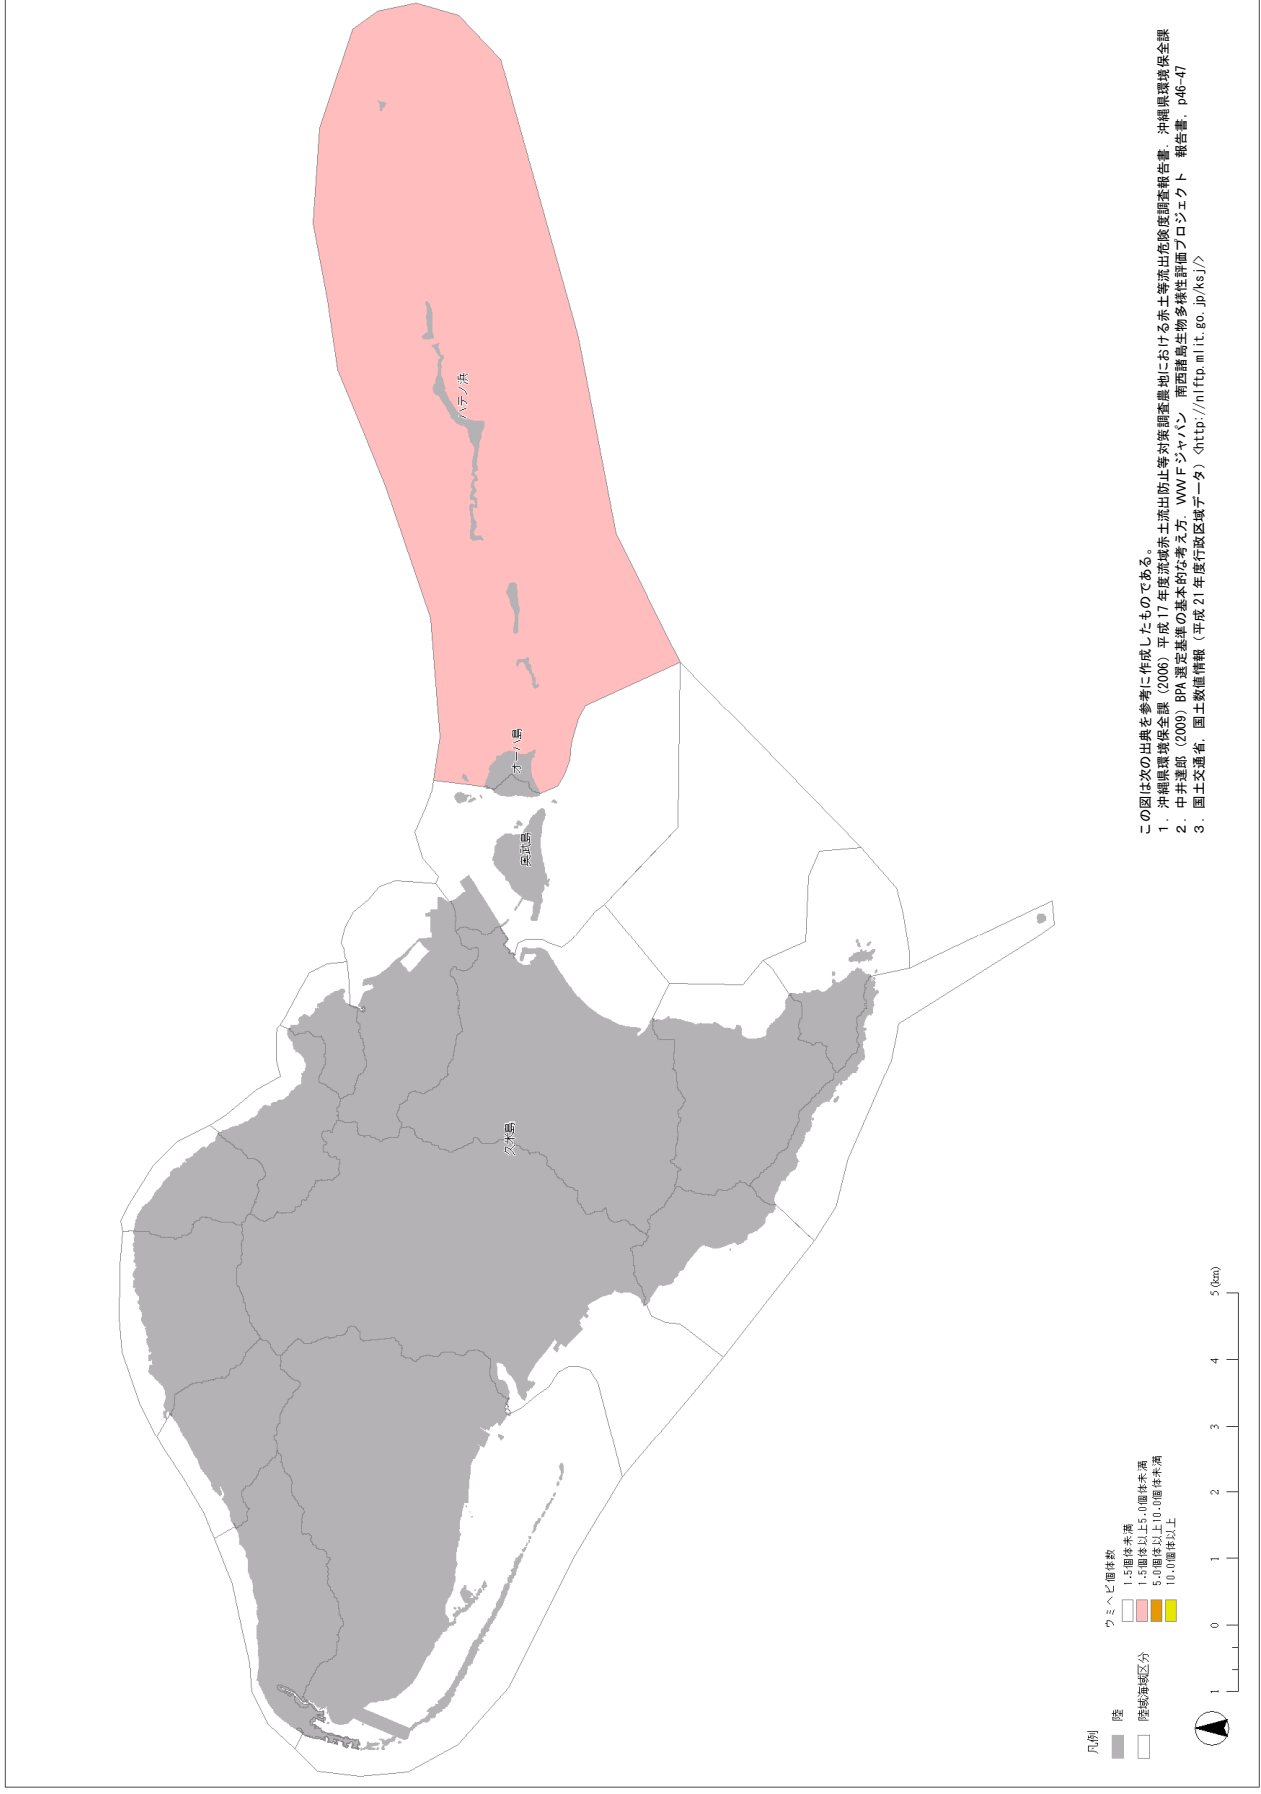 ハテノ浜
オーハ島
奥武島
久米島
この図は次の出典を参考に作成したものである。
1. 沖縄県環境保全課（2006）平成17年度流域赤土流出防止等対策調査農地における赤土等流出危険度調査報告書. 沖縄県環境保全課
2. 中井達郎（2009）BPA選定基準の基本的な考え方. WWFジャパン 南西諸島生物多様性評価プロジェクト 報告書, p46-47
3. 国土交通省. 国土数値情報（平成21年度行政区域データ）<http://nlftp.mlit.go.jp/ksj/>
凡例
陸
陸域海域区分
ウミヘビ個体数
1.5個体未満
1.5個体以上5.0個体未満
5.0個体以上10.0個体未満
10.0個体以上
1 0 1 2 3 4 5 (km)